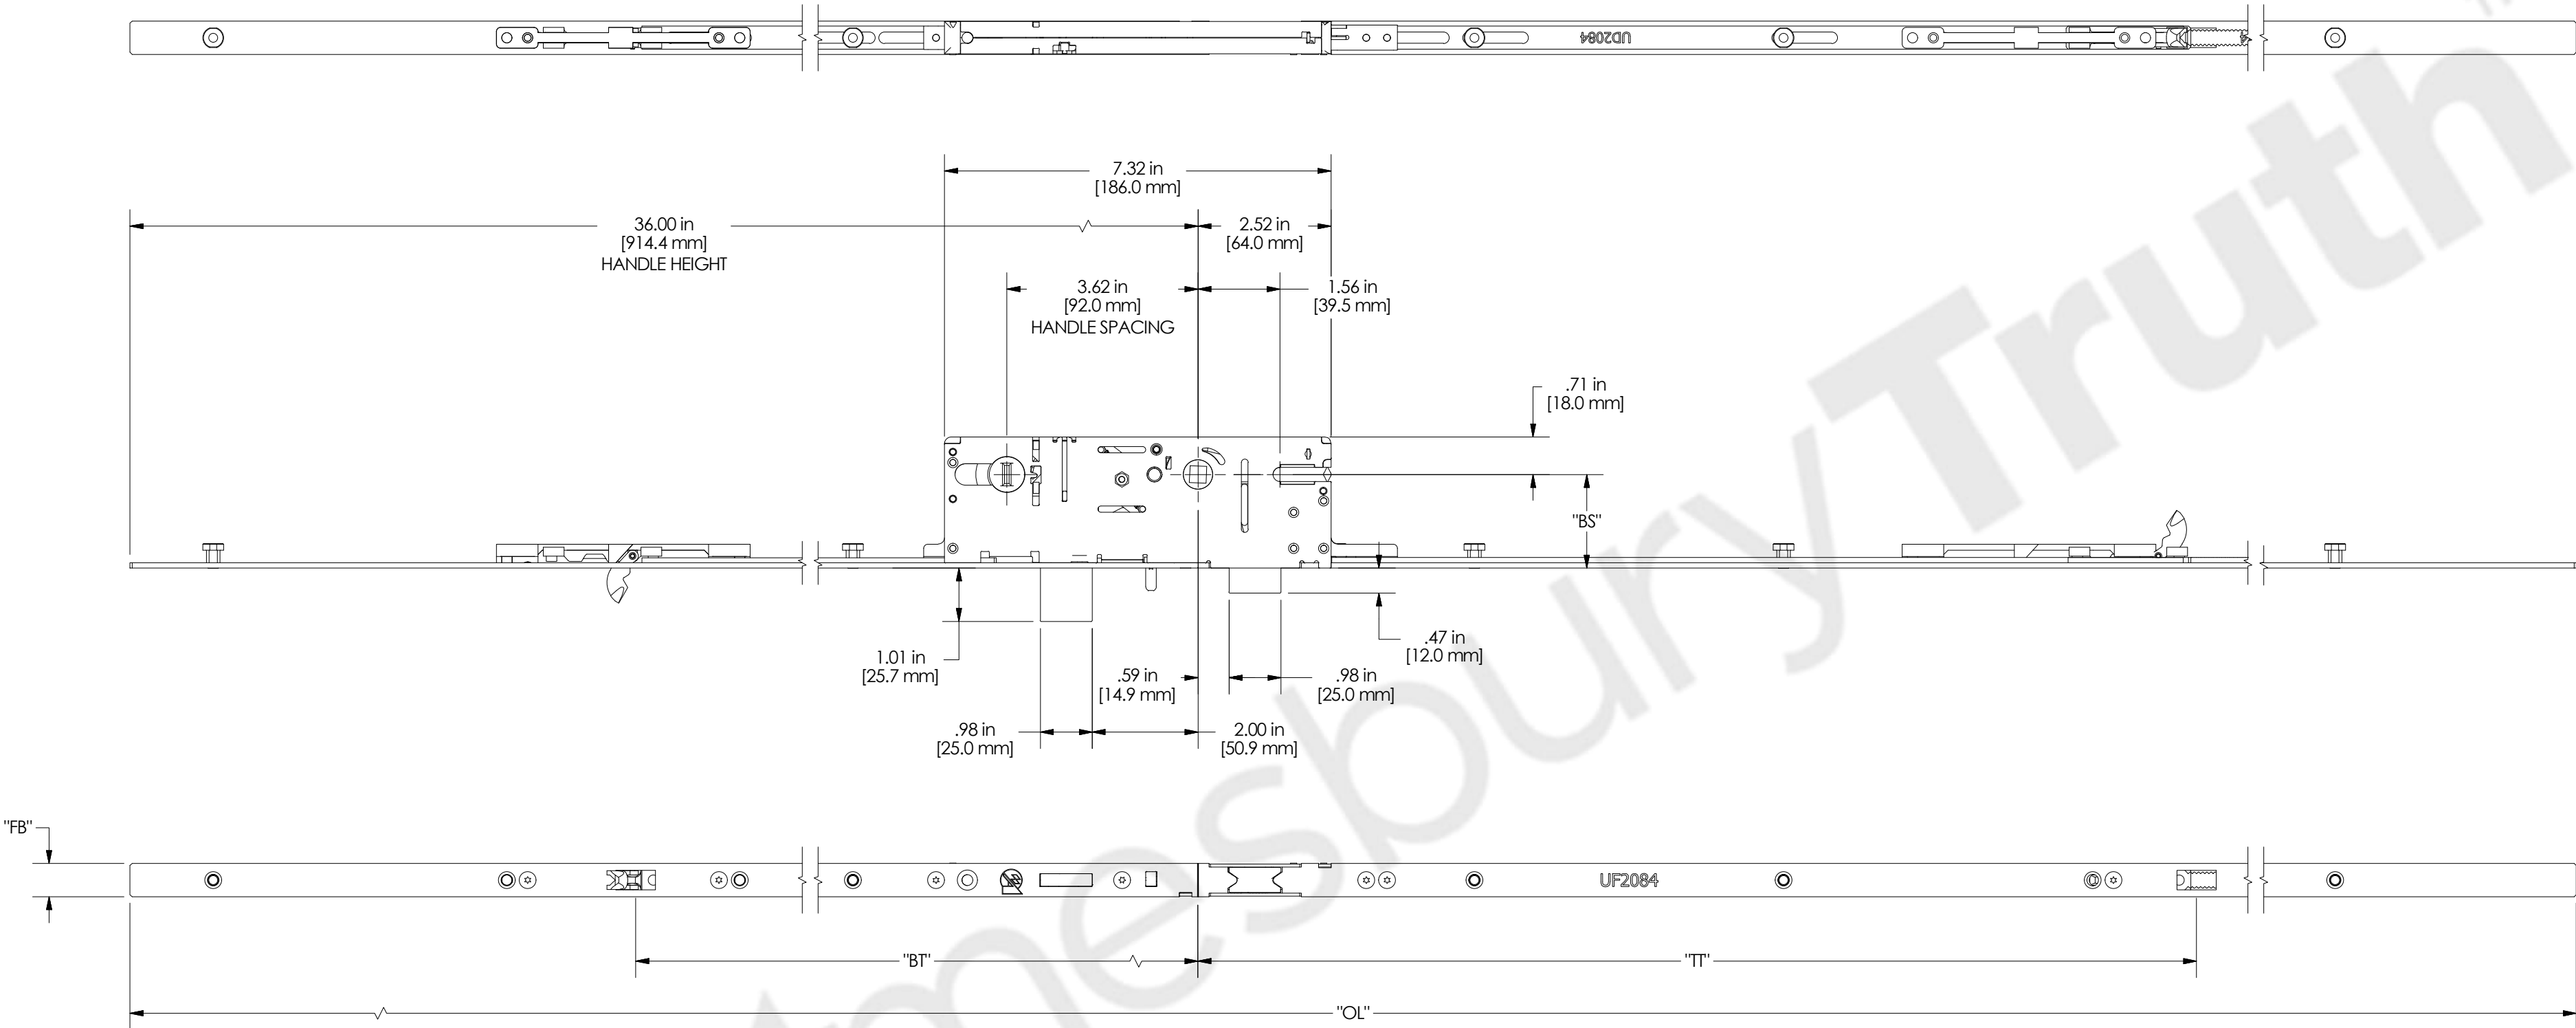 UD2084
7.32 in
[186.0 mm]
36.00 in
[914.4 mm]
HANDLE HEIGHT
2.52 in
[64.0 mm]
3.62 in
[92.0 mm]
HANDLE SPACING
1.56 in
[39.5 mm]
.71 in
[18.0 mm]
"BS"
1.01 in
[25.7 mm]
.59 in
[14.9 mm]
.47 in
[12.0 mm]
.98 in
[25.0 mm]
.98 in
[25.0 mm]
2.00 in
[50.9 mm]
"FB"
UF2084
"BT"
"TT"
"OL"
mesburyTruth